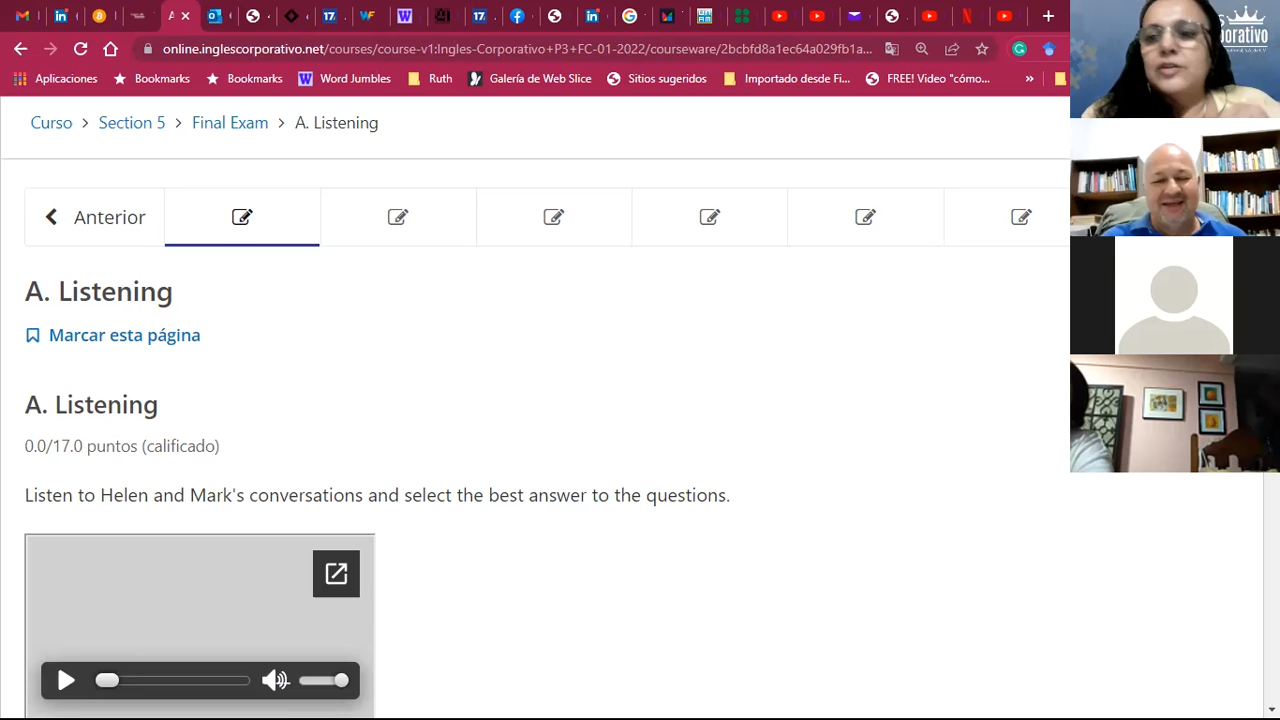 17
WF
W
17
online.inglescorporativo.net/courses/course-v1:Ingles-Corporativo+P3+FC-01-2022/courseware/2bcbfd8a1ec64a029fb1a...
Aplicaciones
Bookmarks
Bookmarks
Word Jumbles
Ruth
Galería de Web Slice
Sitios sugeridos
Importado desde Fi...
FREE! Video "cómo...
»
Curso > Section 5 > Final Exam > A. Listening
Anterior
A. Listening
Marcar esta página
A. Listening
0.0/17.0 puntos (calificado)
Listen to Helen and Mark's conversations and select the best answer to the questions.